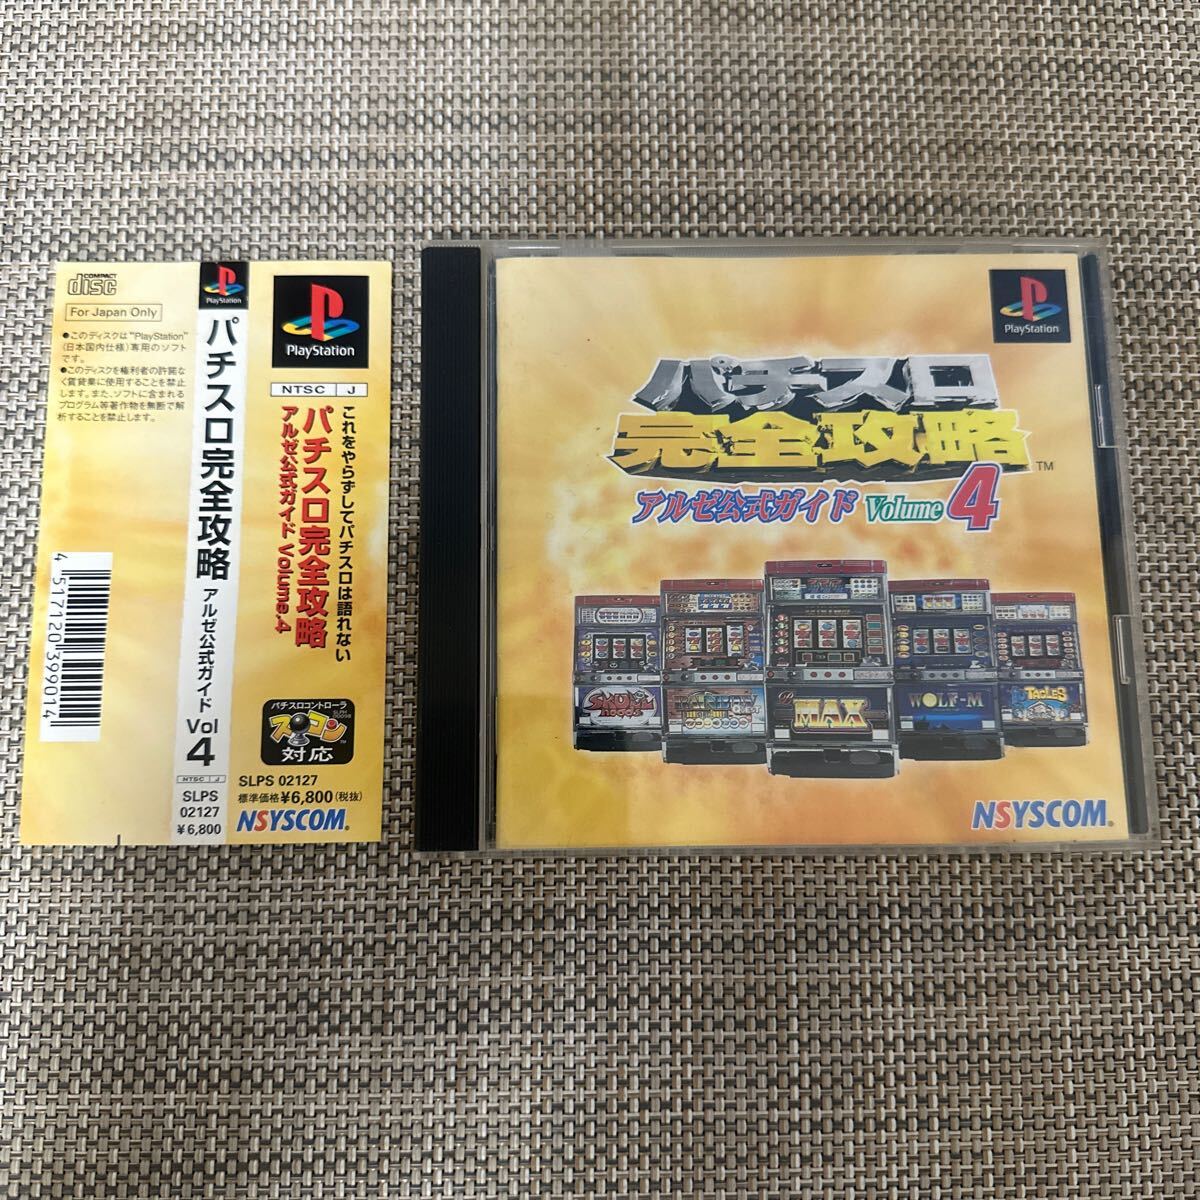 COMPACT
disc
For Japan Only
●このディスクは"PlayStation"
(日本国内仕様)専用のソフト
です。
●このディスクを権利者の許諾な
く賃貸業に使用することを禁止
します。また、ソフトに含まれる
プログラム等著作物を無断で解
析することを禁止します。
4 517120 399014
PlayStation
パチスロ完全攻略 アルゼ公式ガイド Vol 4
NTSC J
SLPS
02127
¥6,800
PlayStation
NTSC J
これをやらずしてパチスロは語れない
パチスロ完全攻略
アルゼ公式ガイド Volume.4
パチスロコントローラ
スロコン
対応
SLPS 02127
標準価格¥6,800(税抜)
NSYSCOM®
PlayStation
パチスロ
完全攻略™
アルゼ公式ガイド Volume 4
MAX
WOLF-M
TACLES
NSYSCOM®